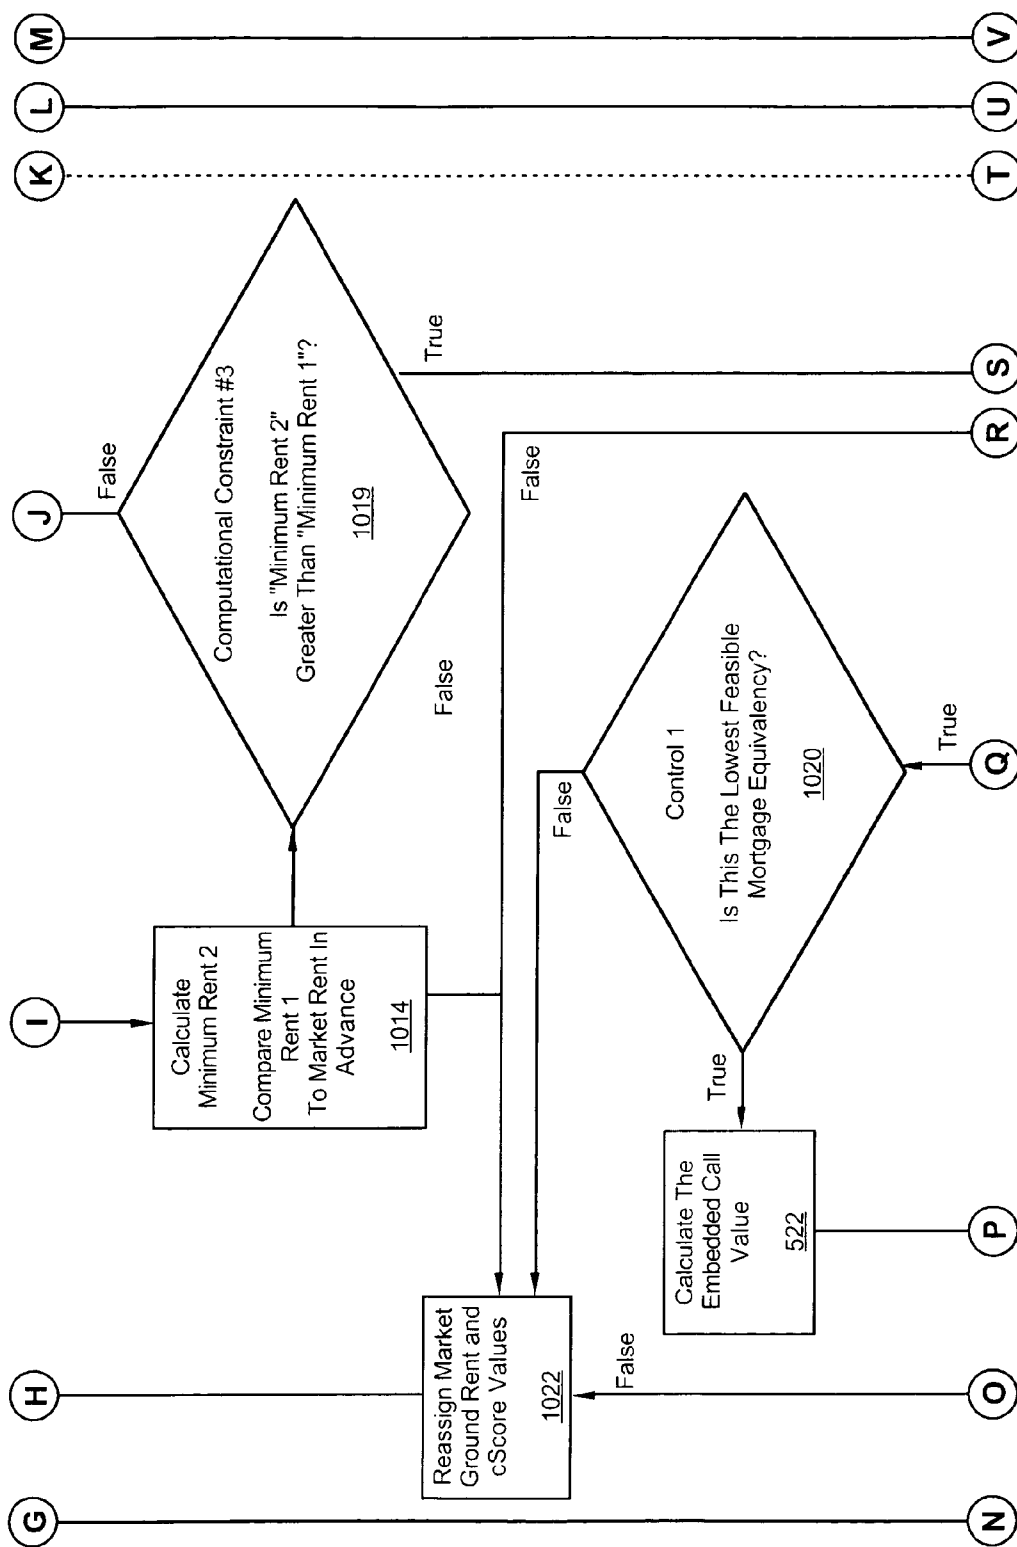 G
H
I
J
K
L
M
Reassign Market
Ground Rent and
cScore Values
1022
Calculate
Minimum Rent 2
Compare Minimum
Rent 1
To Market Rent In
Advance
1014
False
Computational Constraint #3
Is "Minimum Rent 2"
Greater Than "Minimum Rent 1"?
1019
False
True
False
False
Calculate The
Embedded Call
Value
522
True
Control 1
Is This The Lowest Feasible
Mortgage Equivalency?
1020
False
True
N
O
P
Q
R
S
T
U
V